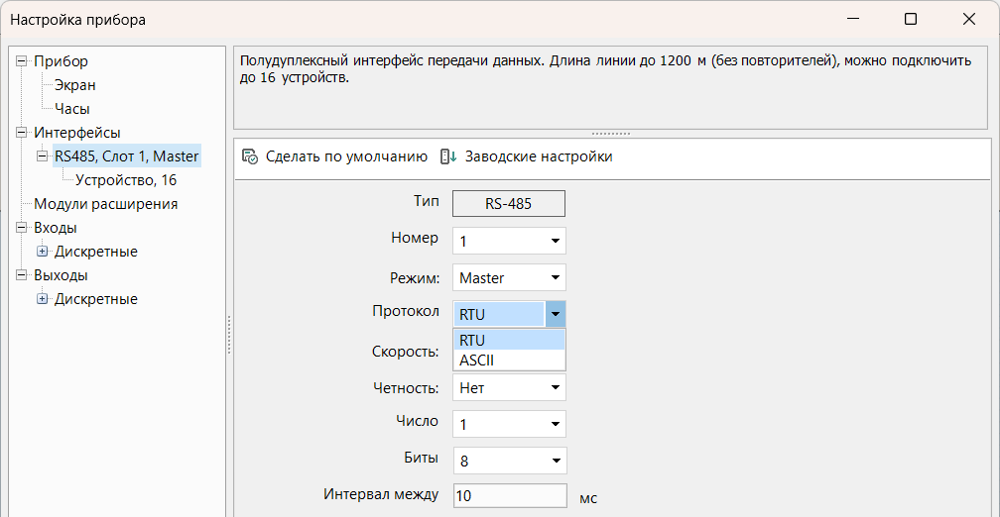 Настройка прибора
Прибор
Экран
Часы
Интерфейсы
RS485, Слот 1, Master
Устройство, 16
Модули расширения
Входы
Дискретные
Выходы
Дискретные
Полудуплексный интерфейс передачи данных. Длина линии до 1200 м (без повторителей), можно подключить
до 16 устройств.
Сделать по умолчанию Заводские настройки
Тип RS-485
Номер 1
Режим: Master
Протокол RTU
RTU
Скорость: ASCII
Четность: Нет
Число 1
Биты 8
Интервал между 10 мс